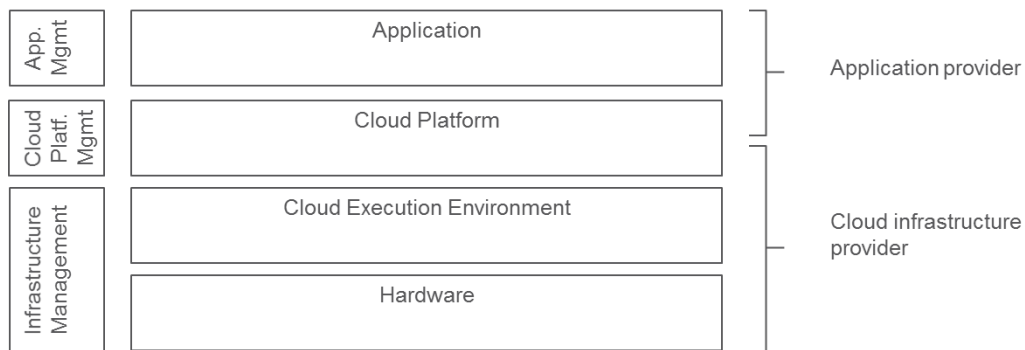 App.
Mgmt
Application
Application provider
Cloud
Platf.
Mgmt
Cloud Platform
Infrastructure
Management
Cloud Execution Environment
Cloud infrastructure
provider
Hardware